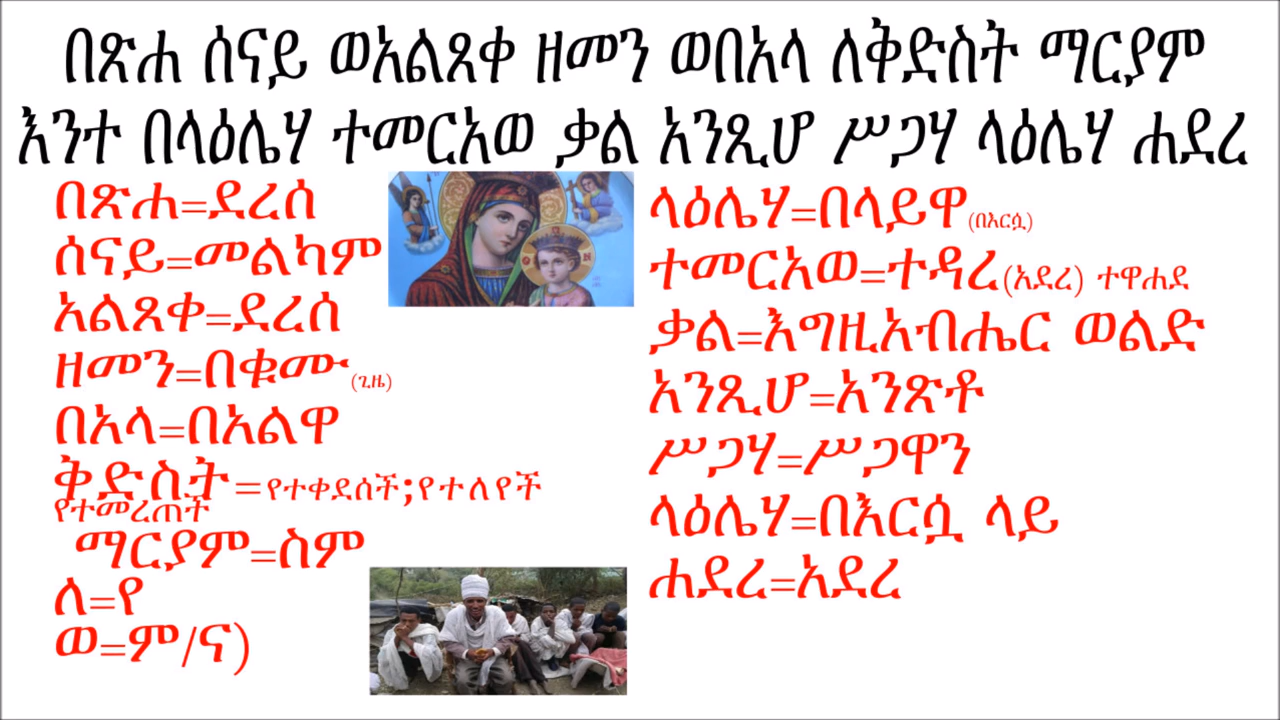 በጽሐ ሰናይ ወአልጸቀ ዘመን ወበአላ ለቅድስት ማርያም
እንተ በላዕሌሃ ተመርአወ ቃል አንጺሆ ሥጋሃ ላዕሌሃ ሐደረ
በጽሐ=ደረሰ
ሰናይ=መልካም
አልጸቀ=ደረሰ
ዘመን=በቁሙ(ጊዜ)
በአላ=በአልዋ
ቅድስት=የተቀደሰች;የተለየች
የተመረጠች
ማርያም=ስም
ለ=የ
ወ=ም/ና)
ላዕሌሃ=በላይዋ(በእርሷ)
ተመርአወ=ተዳረ(አደረ) ተዋሐደ
ቃል=እግዚአብሔር ወልድ
አንጺሆ=አንጽቶ
ሥጋሃ=ሥጋዋን
ላዕሌሃ=በእርሷ ላይ
ሐደረ=አደረ